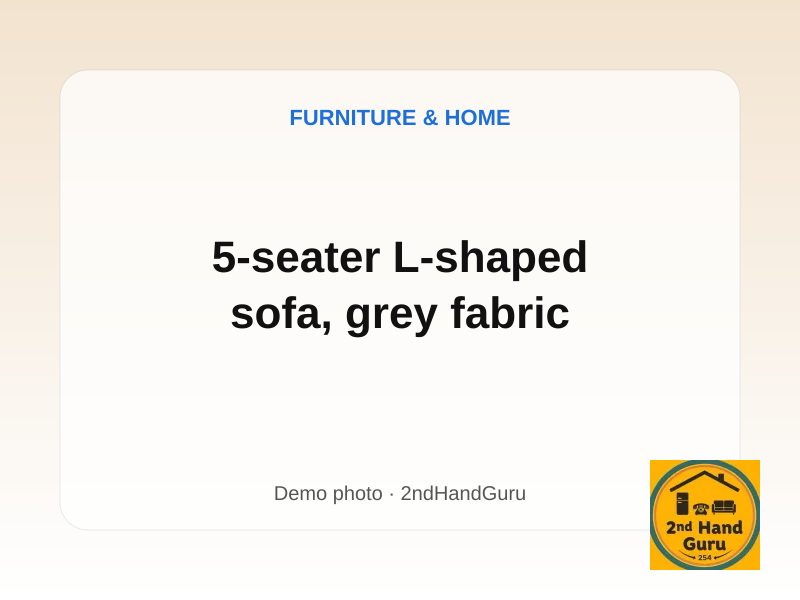 FURNITURE & HOME
5-seater L-shaped
sofa, grey fabric
Demo photo · 2ndHandGuru
2nd Hand
Guru
254